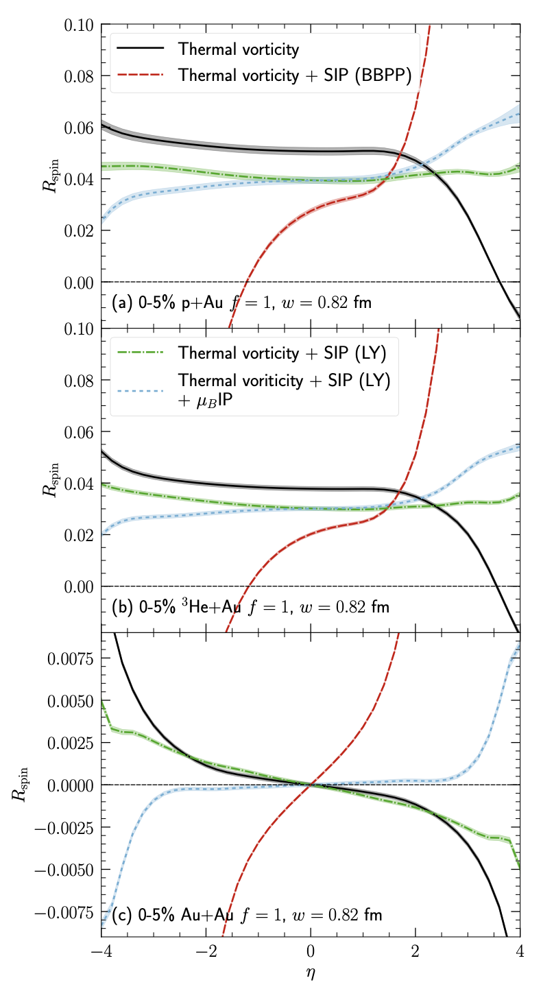 0.10
Thermal vorticity
Thermal vorticity + SIP (BBPP)
0.08
0.06
0.04
0.02
0.00
R_spin
(a) 0-5% p+Au f = 1, w = 0.82 fm
0.10
Thermal vorticity + SIP (LY)
Thermal voriticity + SIP (LY)
+ μ_BIP
0.08
0.06
0.04
0.02
0.00
R_spin
(b) 0-5% ³He+Au f = 1, w = 0.82 fm
0.0075
0.0050
0.0025
0.0000
−0.0025
−0.0050
−0.0075
R_spin
(c) 0-5% Au+Au f = 1, w = 0.82 fm
−4 −2 0 2 4
η